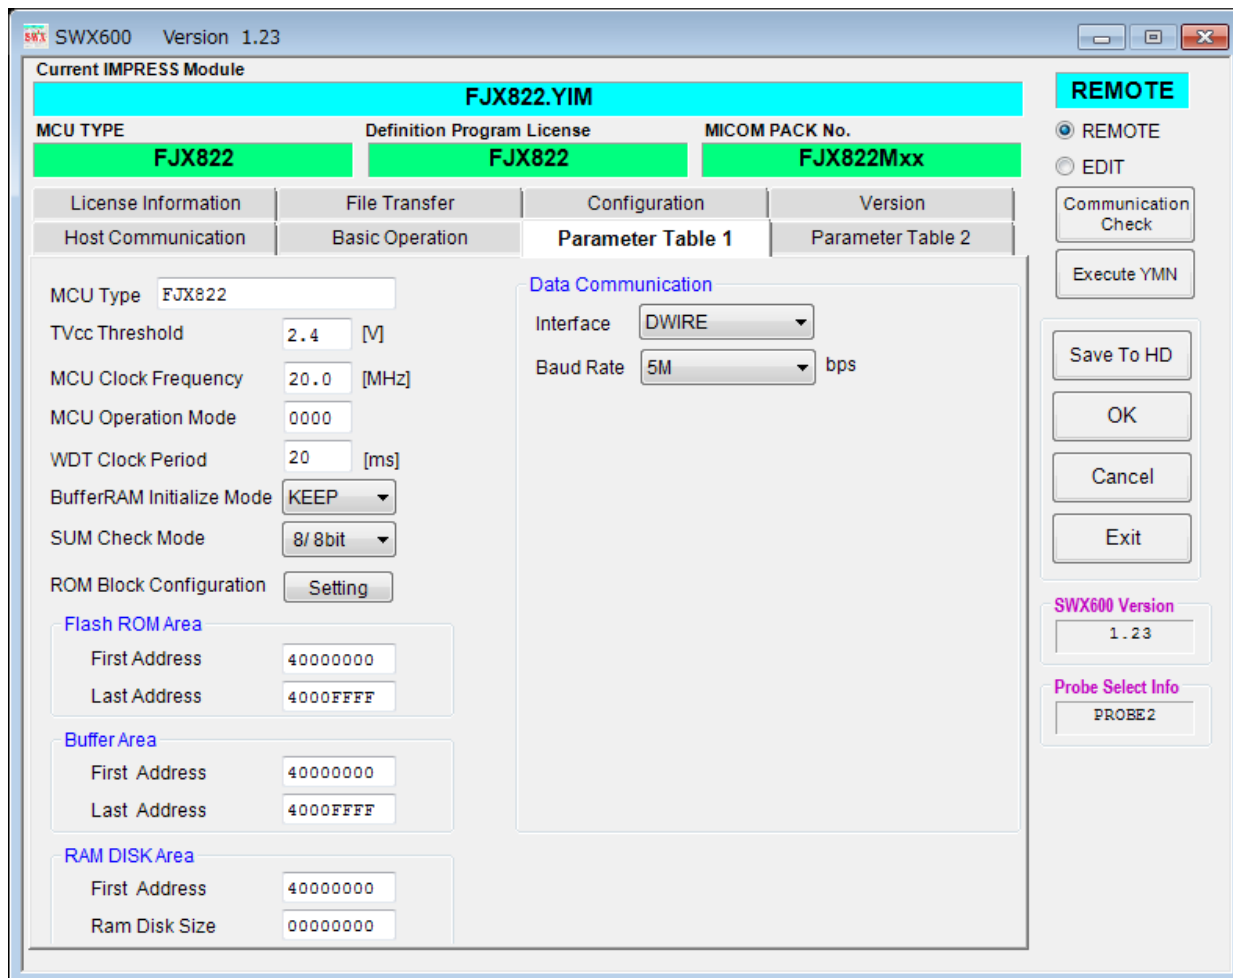 SWX600 Version 1.23
Current IMPRESS Module
FJX822.YIM
MCU TYPE Definition Program License MICOM PACK No.
FJX822 FJX822 FJX822Mxx
License Information File Transfer Configuration Version
Host Communication Basic Operation Parameter Table 1 Parameter Table 2
MCU Type FJX822
TVcc Threshold 2.4 [V]
MCU Clock Frequency 20.0 [MHz]
MCU Operation Mode 0000
WDT Clock Period 20 [ms]
BufferRAM Initialize Mode KEEP
SUM Check Mode 8/ 8bit
ROM Block Configuration Setting
Flash ROM Area
First Address 40000000
Last Address 4000FFFF
Buffer Area
First Address 40000000
Last Address 4000FFFF
RAM DISK Area
First Address 40000000
Ram Disk Size 00000000
Data Communication
Interface DWIRE
Baud Rate 5M bps
REMOTE
REMOTE
EDIT
Communication
Check
Execute YMN
Save To HD
OK
Cancel
Exit
SWX600 Version
1.23
Probe Select Info
PROBE2